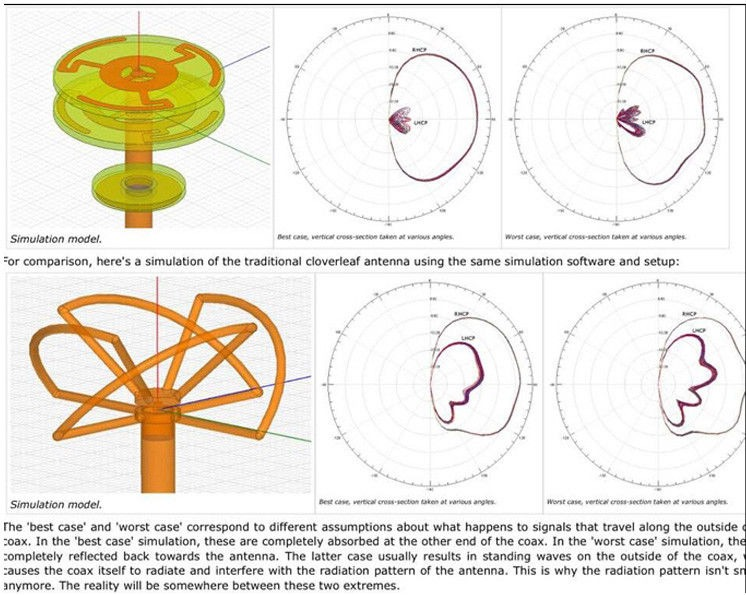 RHCP
LHCP
RHCP
LHCP
Simulation model.
Best case, vertical cross-section taken at various angles.
Worst case, vertical cross-section taken at various angles.
For comparison, here's a simulation of the traditional cloverleaf antenna using the same simulation software and setup:
RHCP
LHCP
RHCP
LHCP
Simulation model.
Best case, vertical cross-section taken at various angles.
Worst case, vertical cross-section taken at various angles.
The 'best case' and 'worst case' correspond to different assumptions about what happens to signals that travel along the outside
coax. In the 'best case' simulation, these are completely absorbed at the other end of the coax. In the 'worst case' simulation, the
completely reflected back towards the antenna. The latter case usually results in standing waves on the outside of the coax,
causes the coax itself to radiate and interfere with the radiation pattern of the antenna. This is why the radiation pattern isn't
anymore. The reality will be somewhere between these two extremes.